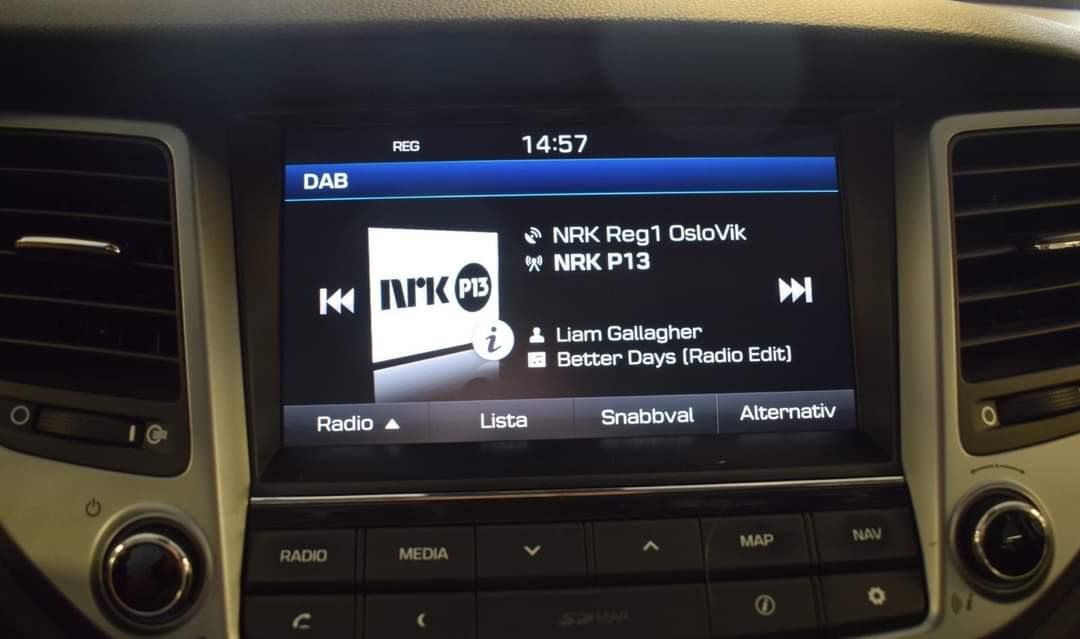 REG 14:57
DAB
NRK Reg1 OsloVik
NRK P13
nrk P13
i
Liam Gallagher
Better Days (Radio Edit)
Radio ▲ Lista Snabbval Alternativ
RADIO MEDIA MAP NAV
SD MAP i
i